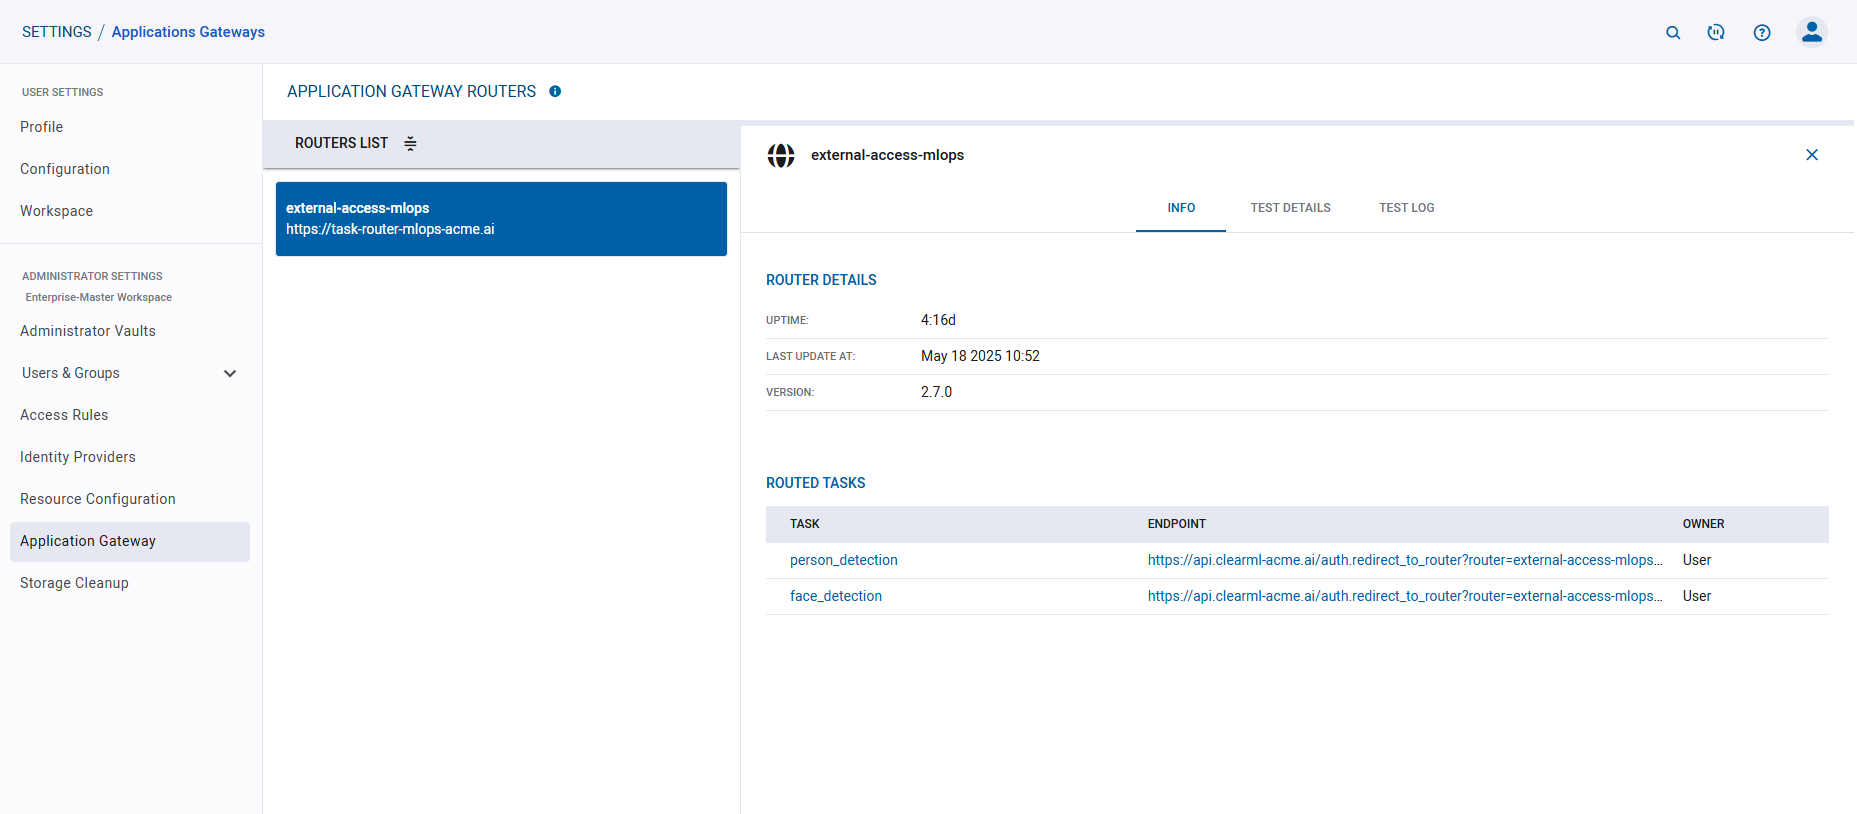 SETTINGS / Applications Gateways
USER SETTINGS
Profile
Configuration
Workspace
ADMINISTRATOR SETTINGS
Enterprise-Master Workspace
Administrator Vaults
Users & Groups
Access Rules
Identity Providers
Resource Configuration
Application Gateway
Storage Cleanup
APPLICATION GATEWAY ROUTERS
ROUTERS LIST
external-access-mlops
https://task-router-mlops-acme.ai
external-access-mlops
INFO TEST DETAILS TEST LOG
ROUTER DETAILS
UPTIME: 4:16d
LAST UPDATE AT: May 18 2025 10:52
VERSION: 2.7.0
ROUTED TASKS
TASK ENDPOINT OWNER
person_detection https://api.clearml-acme.ai/auth.redirect_to_router?router=external-access-mlops... User
face_detection https://api.clearml-acme.ai/auth.redirect_to_router?router=external-access-mlops... User